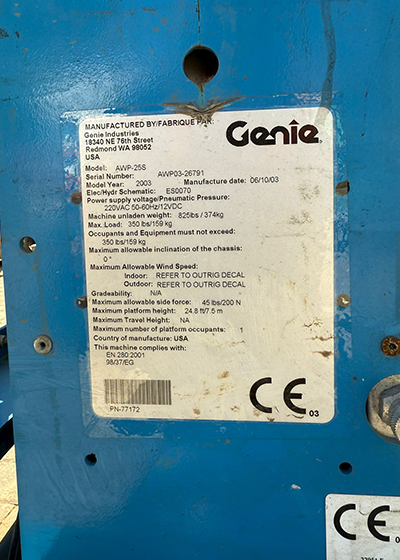 MANUFACTURED BY/FABRIQUE PAR:
Genie
Genie Industries
18340 NE 76th Street
Redmond WA 98052
USA
Model: AWP-25S
Serial Number: AWP03-26791
Model Year: 2003 Manufacture date: 06/10/03
Elec/Hydr Schematic: ES0070
Power supply voltage/Pneumatic Pressure:
220VAC 50-60Hz/12VDC
Machine unladen weight: 825lbs / 374kg
Max. Load: 350 lbs/159 kg
Occupants and Equipment must not exceed:
350 lbs/159 kg
Maximum allowable inclination of the chassis:
0°
Maximum Allowable Wind Speed:
Indoor: REFER TO OUTRIG DECAL
Outdoor: REFER TO OUTRIG DECAL
Gradeability: N/A
Maximum allowable side force: 45 lbs/200 N
Maximum platform height: 24.8 ft/7.5 m
Maximum Travel Height: NA
Maximum number of platform occupants: 1
Country of manufacture: USA
This machine complies with:
EN 280:2001
98/37/EG
PN-77172
CE 03
CE 0